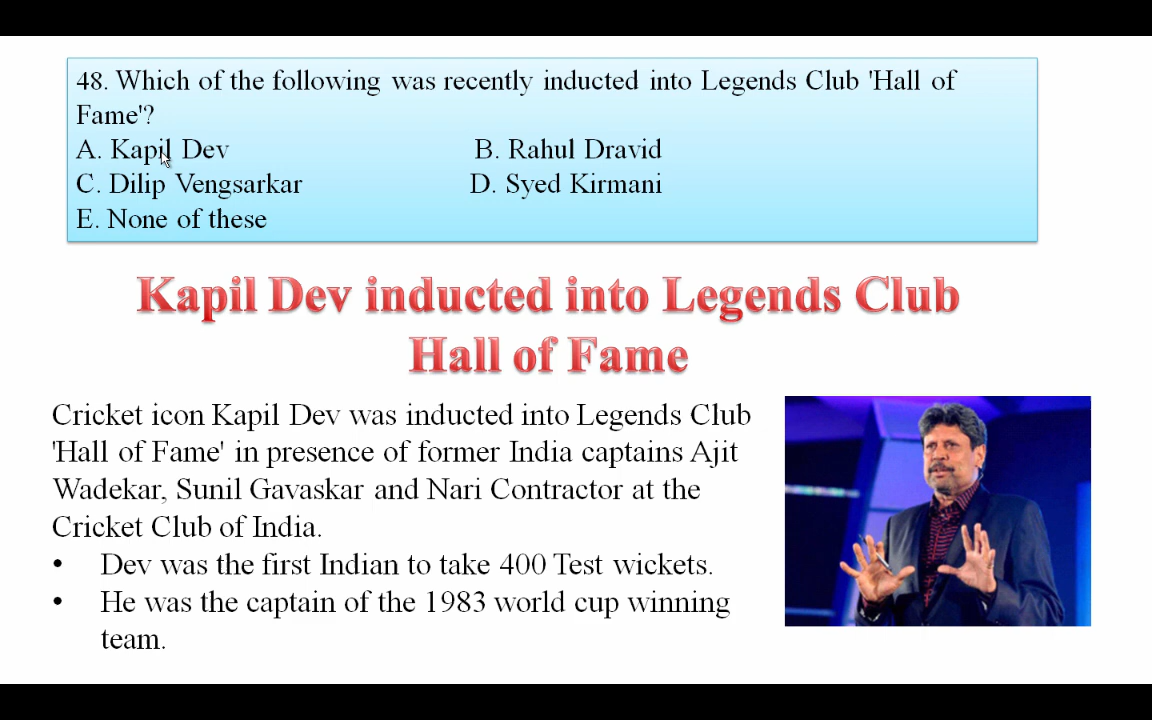 48. Which of the following was recently inducted into Legends Club 'Hall of
Fame'?
A. Kapil Dev B. Rahul Dravid
C. Dilip Vengsarkar D. Syed Kirmani
E. None of these
Kapil Dev inducted into Legends Club
Hall of Fame
Cricket icon Kapil Dev was inducted into Legends Club
'Hall of Fame' in presence of former India captains Ajit
Wadekar, Sunil Gavaskar and Nari Contractor at the
Cricket Club of India.
• Dev was the first Indian to take 400 Test wickets.
• He was the captain of the 1983 world cup winning
team.